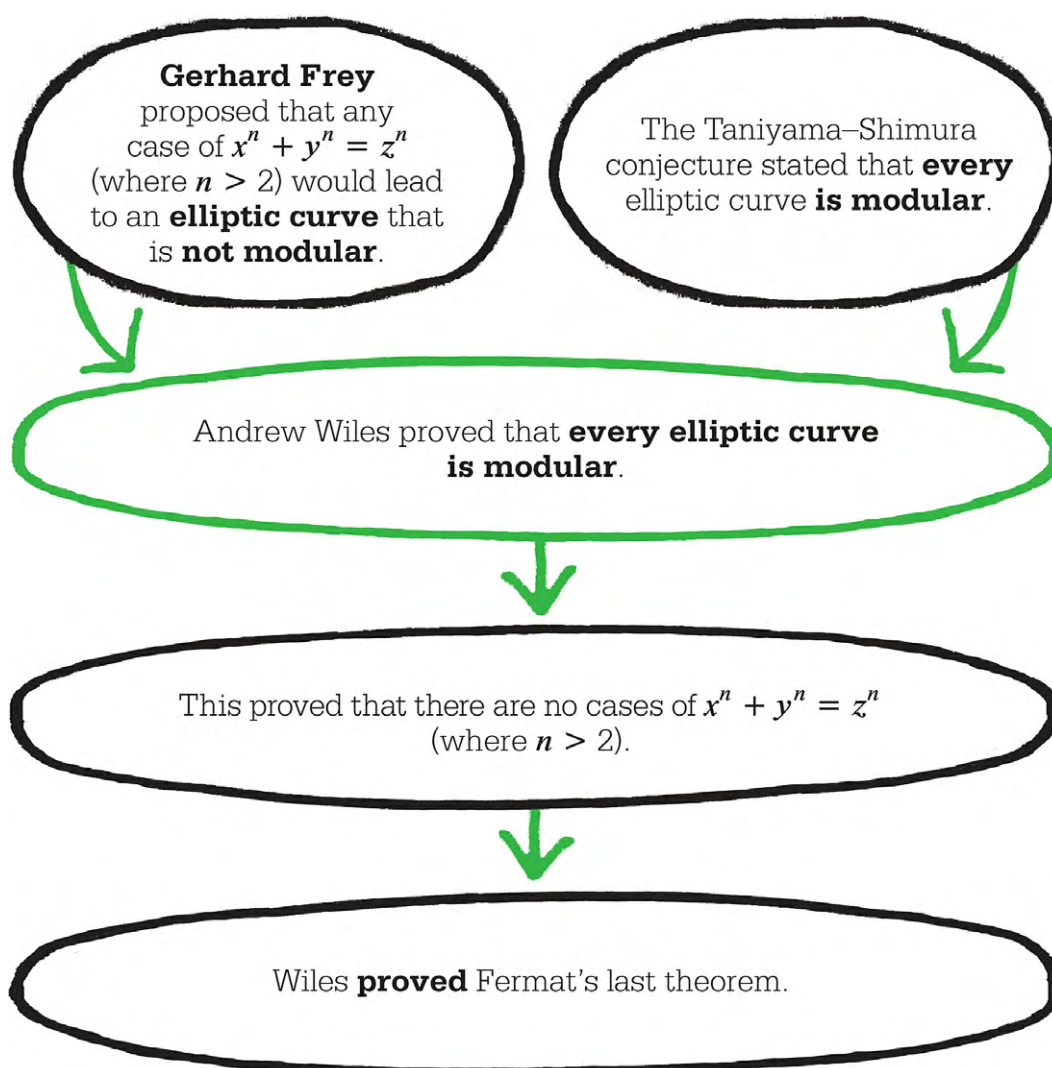 Gerhard Frey
proposed that any
case of xⁿ + yⁿ = zⁿ
(where n > 2) would lead
to an elliptic curve that
is not modular.
The Taniyama–Shimura
conjecture stated that every
elliptic curve is modular.
Andrew Wiles proved that every elliptic curve
is modular.
This proved that there are no cases of xⁿ + yⁿ = zⁿ
(where n > 2).
Wiles proved Fermat’s last theorem.